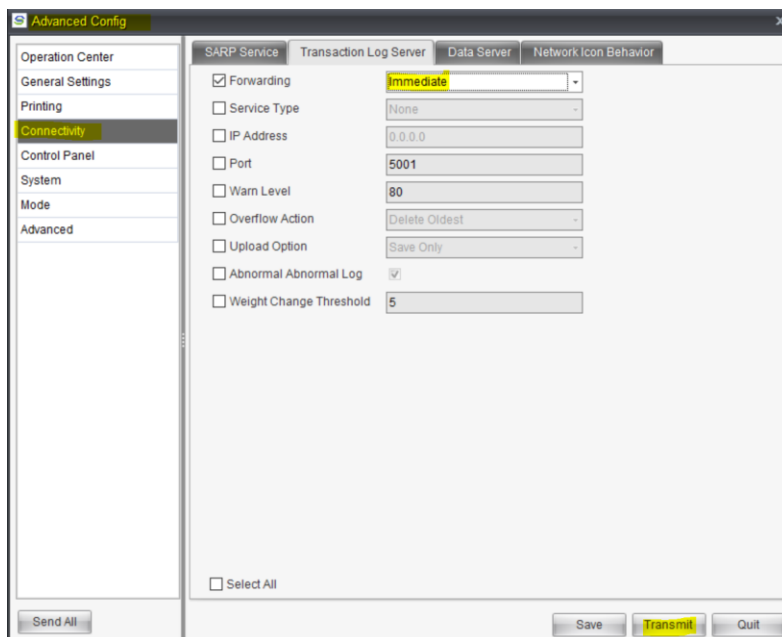 Advanced Config
Operation Center
General Settings
Printing
Connectivity
Control Panel
System
Mode
Advanced
SARP Service Transaction Log Server Data Server Network Icon Behavior
Forwarding Immediate
Service Type None
IP Address 0.0.0.0
Port 5001
Warn Level 80
Overflow Action Delete Oldest
Upload Option Save Only
Abnormal Abnormal Log
Weight Change Threshold 5
Select All
Send All Save Transmit Quit